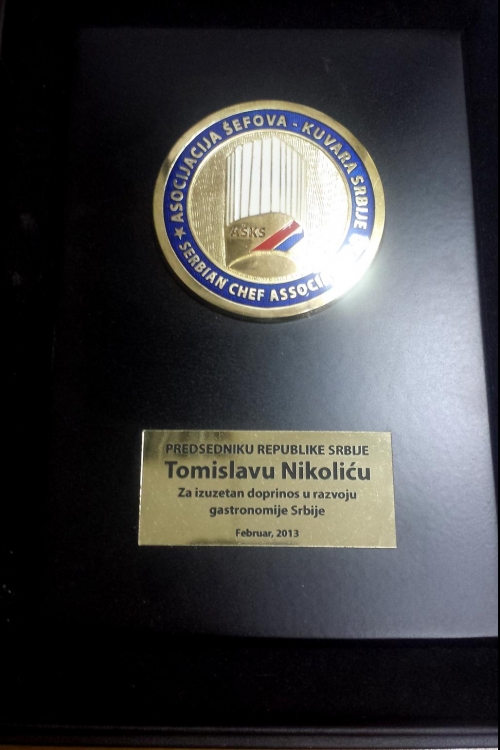 ASOCIJACIJA ŠEFOVA - KUVARA SRBIJE
ASKS
SERBIAN CHEF
PREDSEDNIKU REPUBLIKE SRBIJE
Tomislavu Nikoliću
Za izuzetan doprinos u razvoju
gastronomije Srbije
Februar, 2013